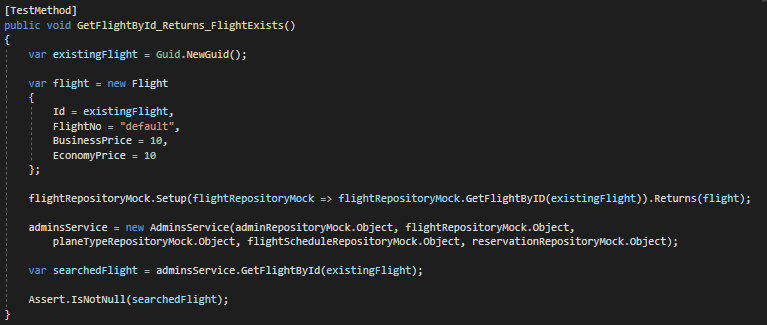 [TestMethod]
public void GetFlightById_Returns_FlightExists()
{
var existingFlight = Guid.NewGuid();
var flight = new Flight
{
Id = existingFlight,
FlightNo = "default",
BusinessPrice = 10,
EconomyPrice = 10
};
flightRepositoryMock.Setup(flightRepositoryMock => flightRepositoryMock.GetFlightByID(existingFlight)).Returns(flight);
adminsService = new AdminsService(adminRepositoryMock.Object, flightRepositoryMock.Object,
planeTypeRepositoryMock.Object, flightScheduleRepositoryMock.Object, reservationRepositoryMock.Object);
var searchedFlight = adminsService.GetFlightById(existingFlight);
Assert.IsNotNull(searchedFlight);
}